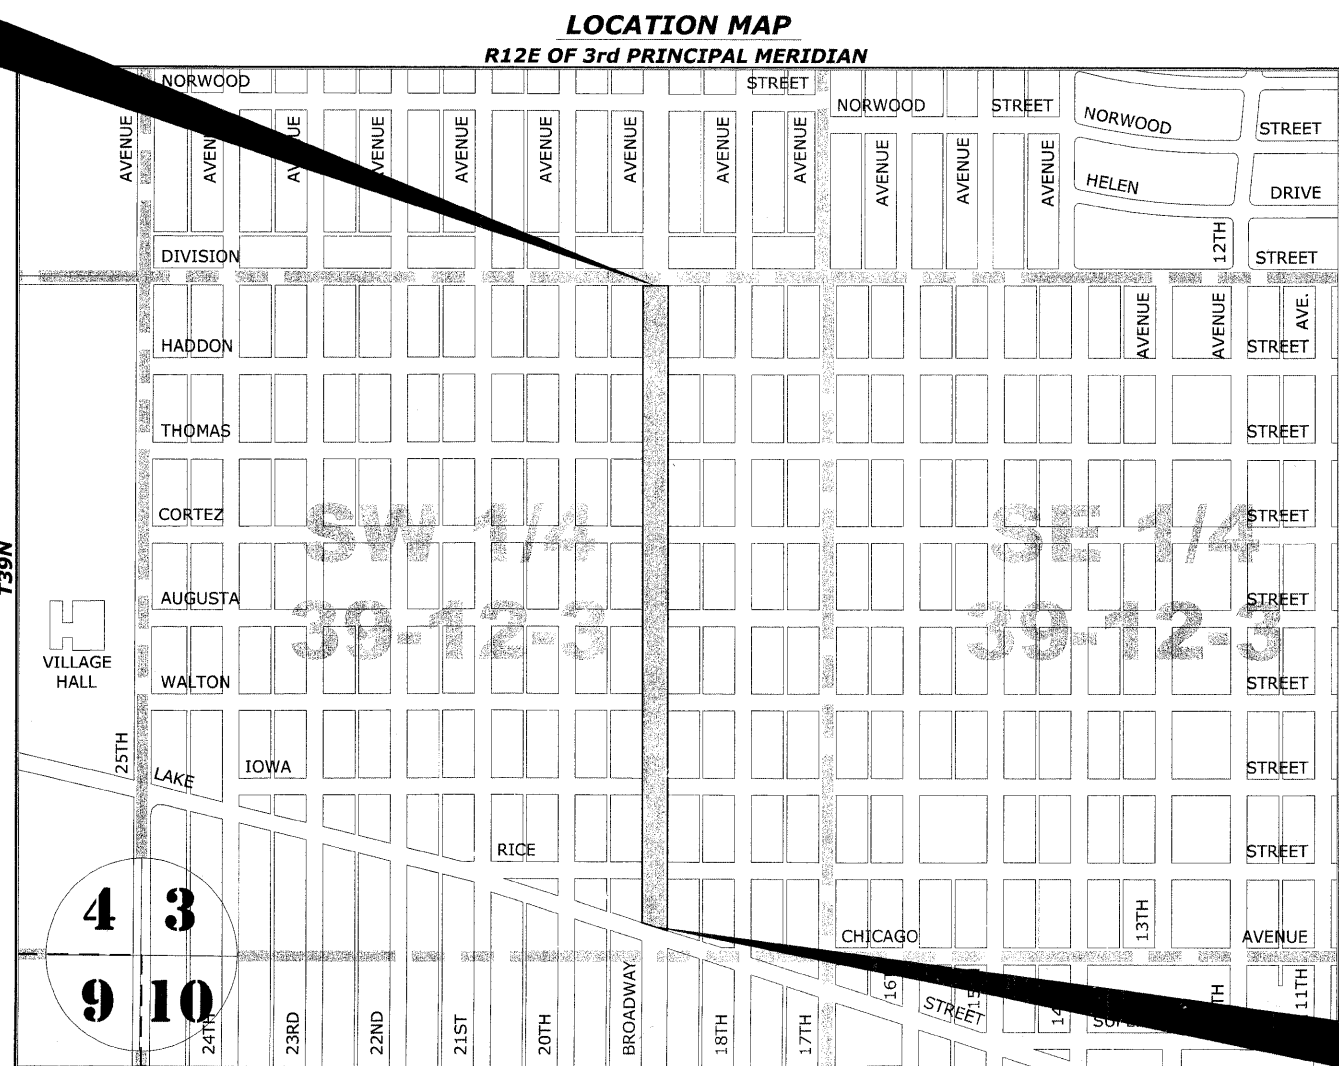 LOCATION MAP
R12E OF 3rd PRINCIPAL MERIDIAN
NORWOOD STREET
NORWOOD STREET
NORWOOD STREET
AVENUE
AVENUE
AVENUE
AVENUE
AVENUE
AVENUE
AVENUE
AVENUE
AVENUE
AVENUE
AVENUE
HELEN DRIVE
12TH
DIVISION STREET
AVENUE
AVENUE
AVE.
HADDON STREET
THOMAS STREET
CORTEZ STREET
SW 1/4
39-12-3
SE 1/4
39-12-3
T39N
AUGUSTA STREET
VILLAGE
HALL
WALTON STREET
25TH
LAKE
IOWA STREET
RICE STREET
4 3
9 10
13TH
CHICAGO AVENUE
STREET
24TH
23RD
22ND
21ST
20TH
BROADWAY
18TH
17TH
11TH